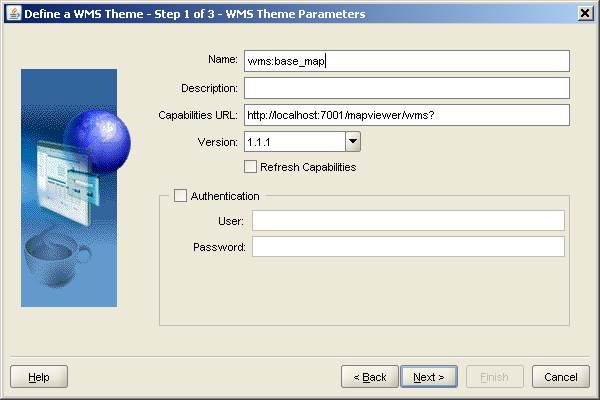 Define a WMS Theme - Step 1 of 3 - WMS Theme Parameters
Name: wms:base_map
Description:
Capabilities URL: http://localhost:7001/mapviewer/wms?
Version: 1.1.1
Refresh Capabilities
Authentication
User:
Password:
Help < Back Next > Finish Cancel